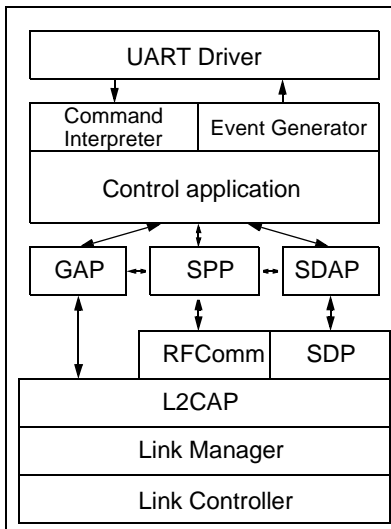 UART Driver
Command Event Generator
Interpreter
Control application
GAP SPP SDAP
RFComm SDP
L2CAP
Link Manager
Link Controller